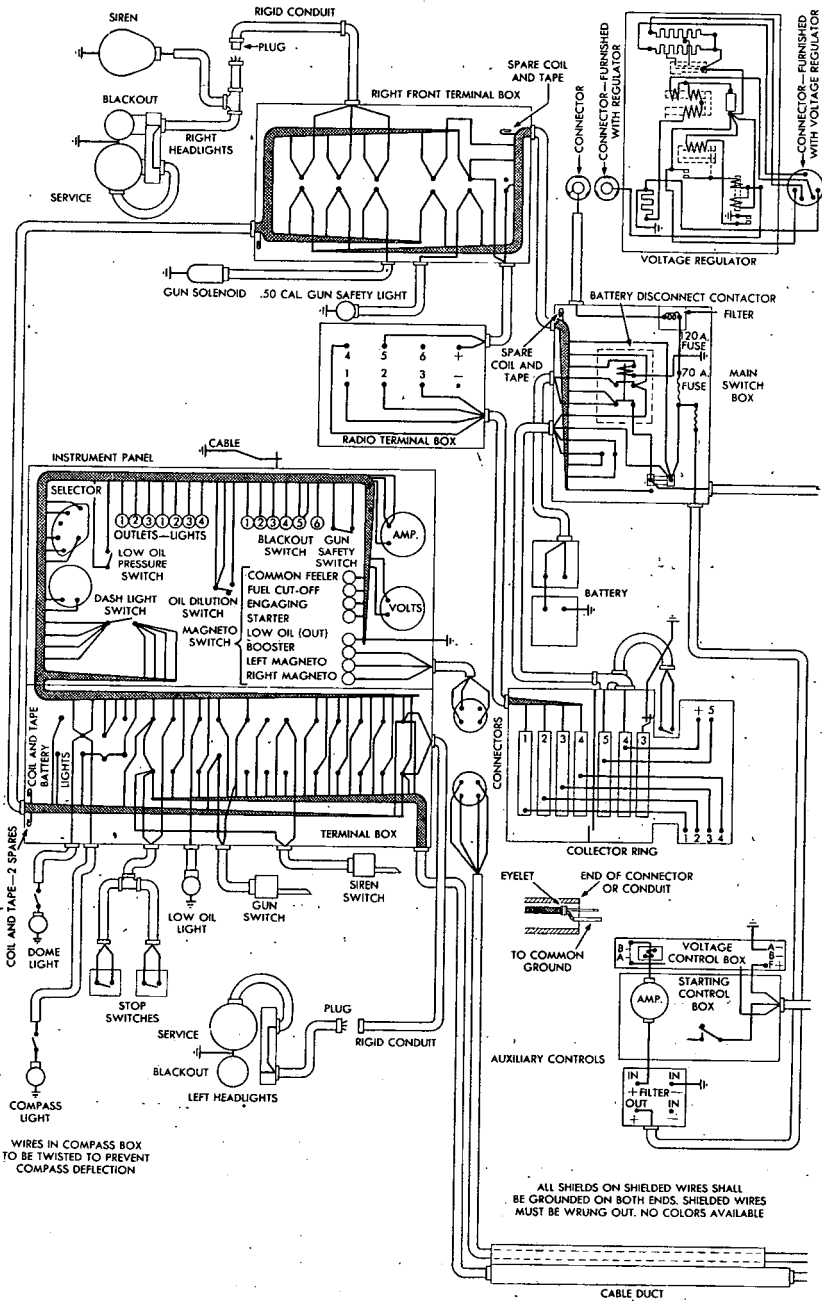 SIREN
RIGID CONDUIT
PLUG
BLACKOUT
RIGHT
HEADLIGHTS
SERVICE
RIGHT FRONT TERMINAL BOX
SPARE COIL
AND TAPE
CONNECTOR
CONNECTOR—FURNISHED
WITH REGULATOR
CONNECTOR—FURNISHED
WITH VOLTAGE REGULATOR
VOLTAGE REGULATOR
GUN SOLENOID
.50 CAL. GUN SAFETY LIGHT
BATTERY DISCONNECT CONTACTOR
FILTER
120 A.
FUSE
70 A.
FUSE
MAIN
SWITCH
BOX
SPARE
COIL AND
TAPE
4 5 6 +
1 2 3 −
RADIO TERMINAL BOX
CABLE
INSTRUMENT PANEL
SELECTOR
1 2 3 1 2 3 4
OUTLETS—LIGHTS
1 2 3 4 5 6
BLACKOUT
SWITCH
GUN
SAFETY
SWITCH
AMP.
LOW OIL
PRESSURE
SWITCH
DASH LIGHT
SWITCH
OIL DILUTION
SWITCH
MAGNETO
SWITCH
COMMON FEELER
FUEL CUT-OFF
ENGAGING
STARTER
LOW OIL (OUT)
BOOSTER
LEFT MAGNETO
RIGHT MAGNETO
VOLTS
BATTERY
COIL AND TAPE
BATTERY
LIGHTS
TERMINAL BOX
COIL AND TAPE—2 SPARES
CONNECTORS
1 2 3 4 5 4 3
+ 5
1 2 3 4
COLLECTOR RING
DOME
LIGHT
STOP
SWITCHES
LOW OIL
LIGHT
GUN
SWITCH
SIREN
SWITCH
EYELET
END OF CONNECTOR
OR CONDUIT
TO COMMON
GROUND
B−
A−
VOLTAGE
CONTROL BOX
A−
B
F+
AMP.
STARTING
CONTROL
BOX
AUXILIARY CONTROLS
IN IN
+ FILTER −
OUT IN
+ −
SERVICE
BLACKOUT
LEFT HEADLIGHTS
PLUG
RIGID CONDUIT
COMPASS
LIGHT
WIRES IN COMPASS BOX
TO BE TWISTED TO PREVENT
COMPASS DEFLECTION
ALL SHIELDS ON SHIELDED WIRES SHALL
BE GROUNDED ON BOTH ENDS. SHIELDED WIRES
MUST BE WRUNG OUT. NO COLORS AVAILABLE
CABLE DUCT